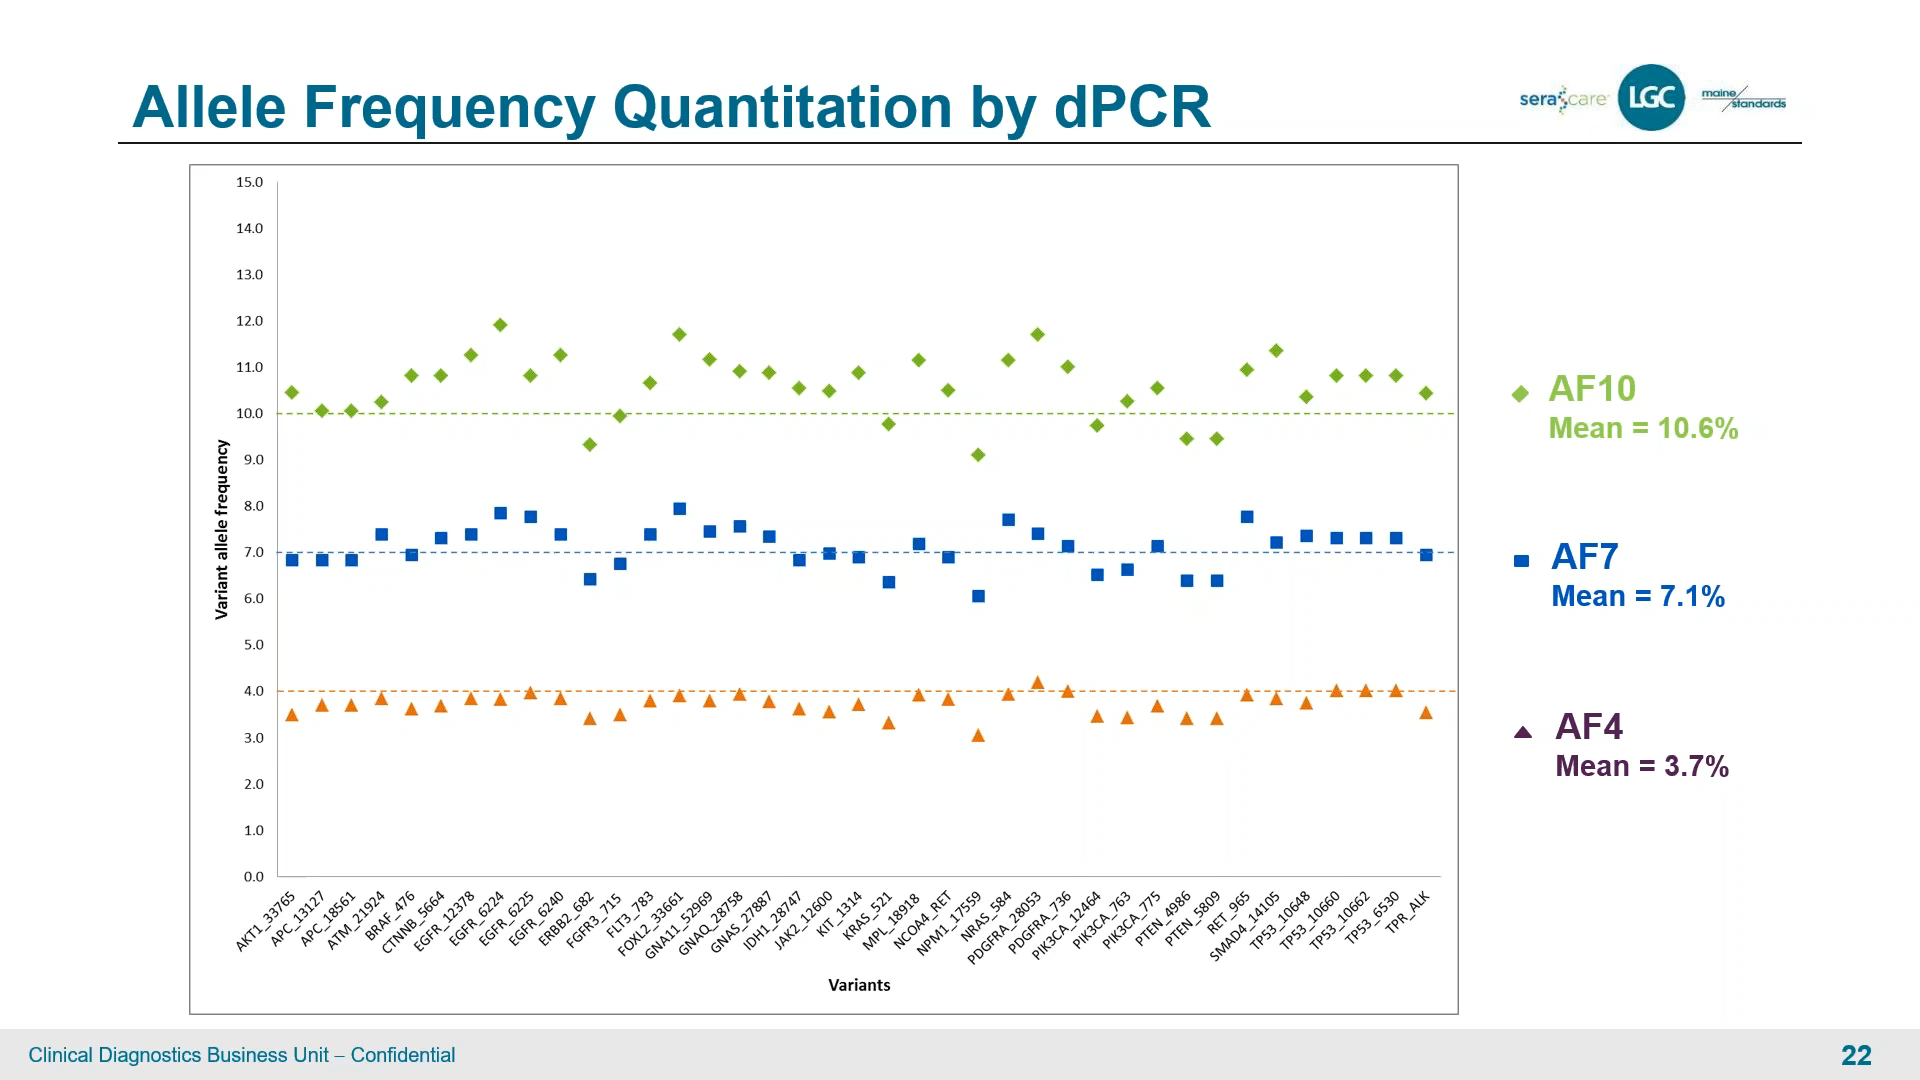 Allele Frequency Quantitation by dPCR
sera care
LGC
maine
standards
15.0
14.0
13.0
12.0
11.0
10.0
9.0
8.0
7.0
6.0
5.0
4.0
3.0
2.0
1.0
0.0
Variant allele frequency
AKT1_33765
APC_13127
APC_18561
ATM_21924
BRAF_476
CTNNB_5664
EGFR_12378
EGFR_6224
EGFR_6225
EGFR_6240
ERBB2_682
FGFR3_715
FLT3_783
FOXL2_33661
GNA11_52969
GNAQ_28758
GNAS_27887
IDH1_28747
JAK2_12600
KIT_1314
KRAS_521
MPL_18918
NCOA4_RET
NPM1_17559
NRAS_584
PDGFRA_28053
PDGFRA_736
PIK3CA_12464
PIK3CA_763
PIK3CA_775
PTEN_4986
PTEN_5809
RET_965
SMAD4_14105
TP53_10648
TP53_10660
TP53_10662
TP53_6530
TPR_ALK
Variants
AF10
Mean = 10.6%
AF7
Mean = 7.1%
AF4
Mean = 3.7%
Clinical Diagnostics Business Unit – Confidential
22